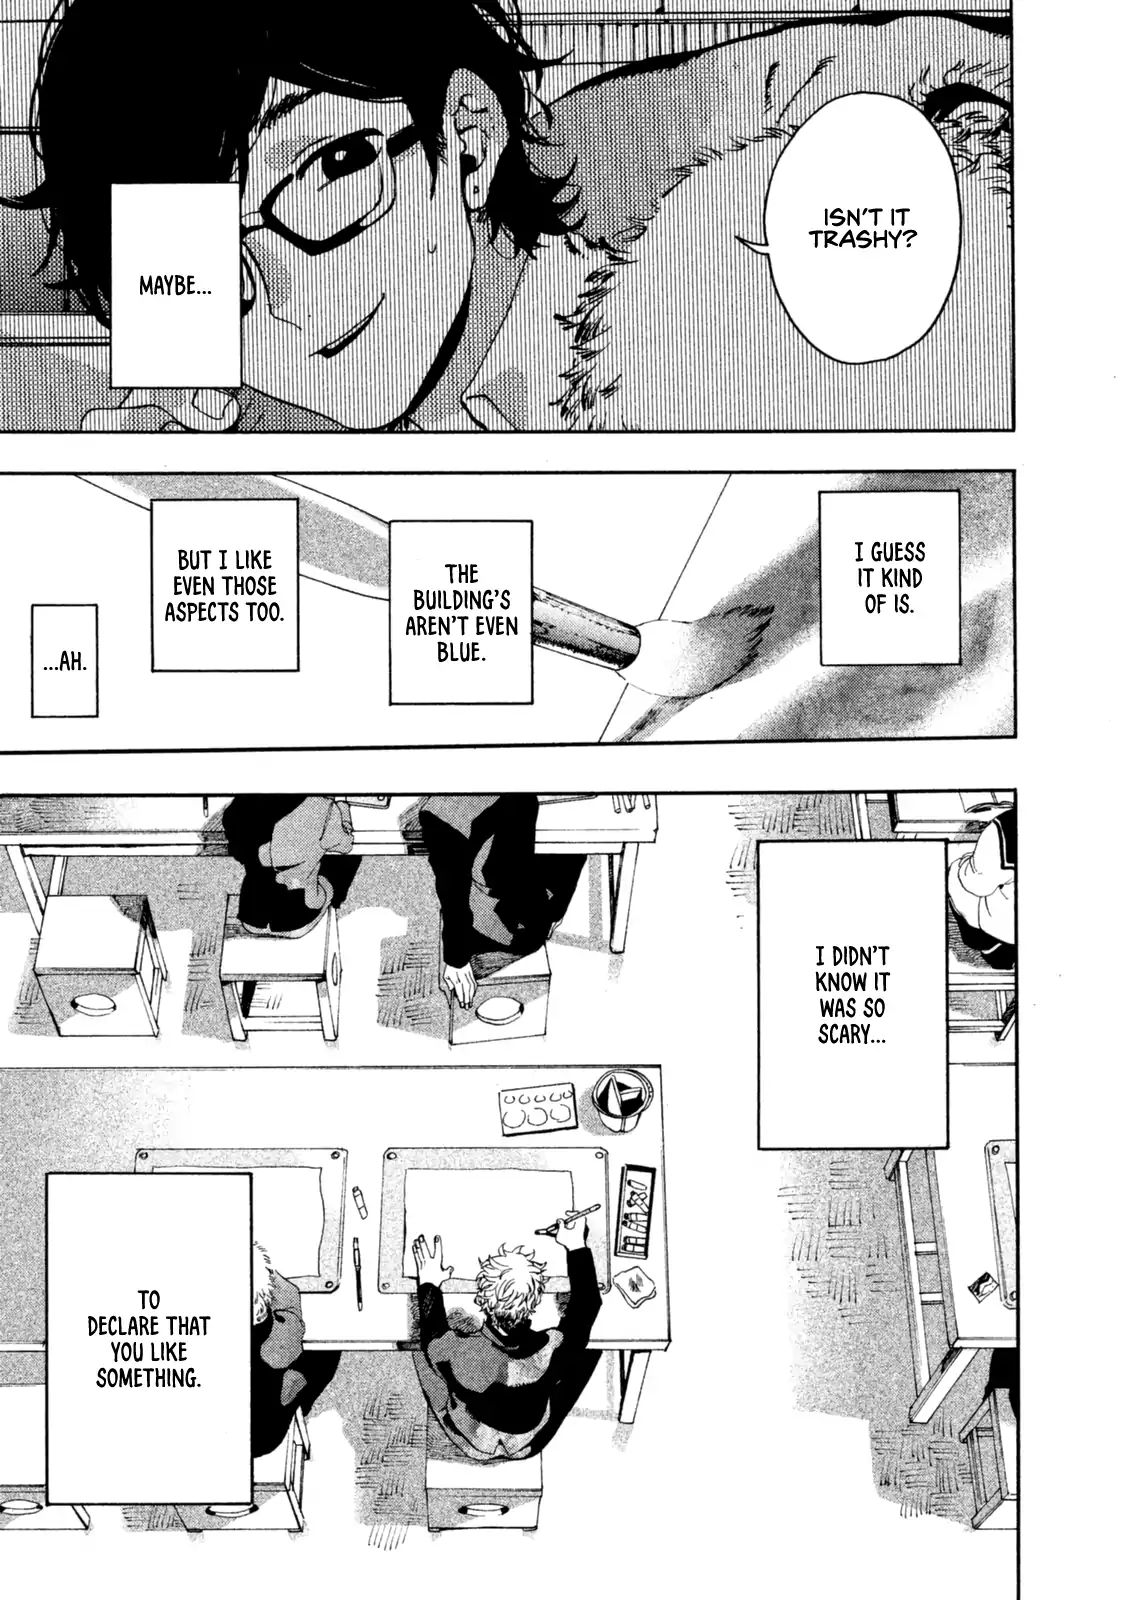 ISN'T IT
TRASHY?
MAYBE...
I GUESS
IT KIND
OF IS.
THE
BUILDING'S
AREN'T EVEN
BLUE.
BUT I LIKE
EVEN THOSE
ASPECTS TOO.
...AH.
I DIDN'T
KNOW IT
WAS SO
SCARY...
TO
DECLARE THAT
YOU LIKE
SOMETHING.